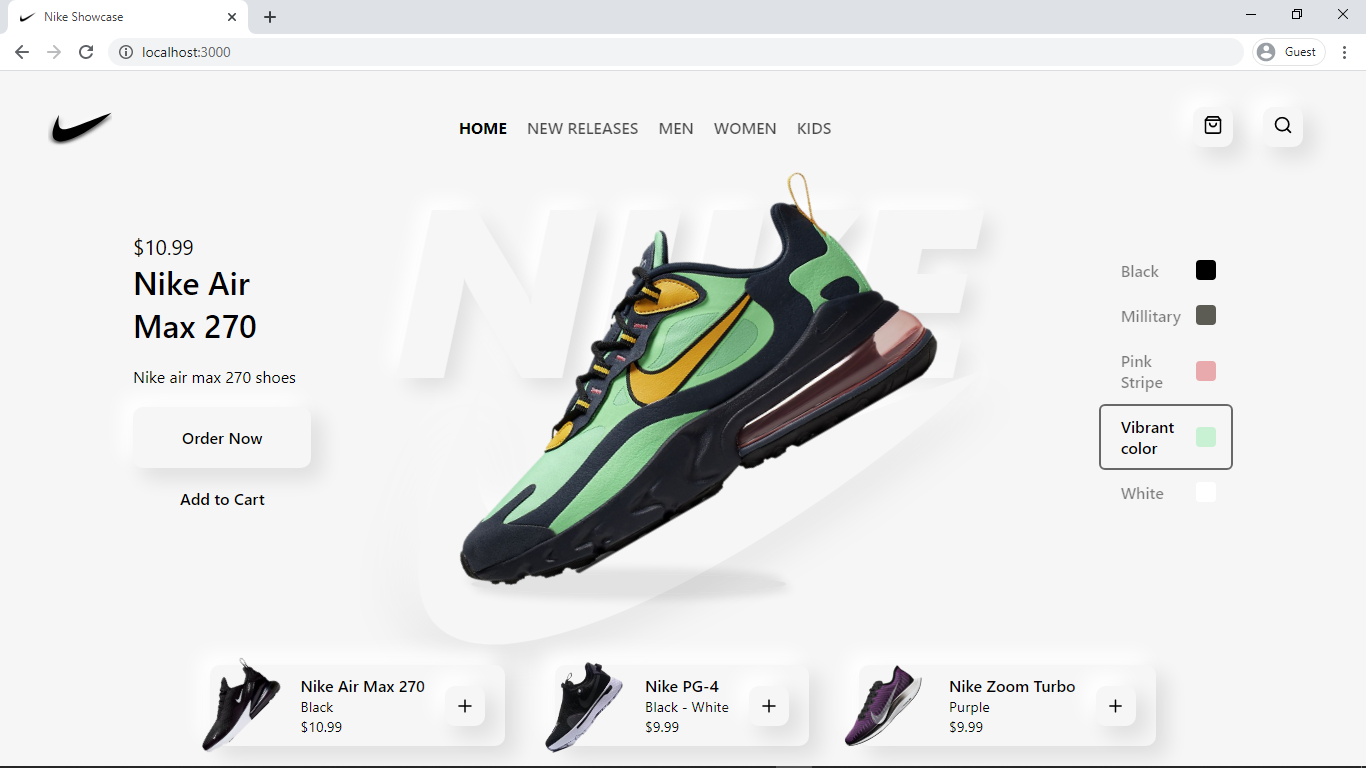 Nike Showcase
localhost:3000
Guest
HOME NEW RELEASES MEN WOMEN KIDS
NIKE
$10.99
Nike Air
Max 270
Nike air max 270 shoes
Order Now
Add to Cart
Black
Millitary
Pink
Stripe
Vibrant
color
White
Nike Air Max 270
Black
$10.99
Nike PG-4
Black - White
$9.99
Nike Zoom Turbo
Purple
$9.99